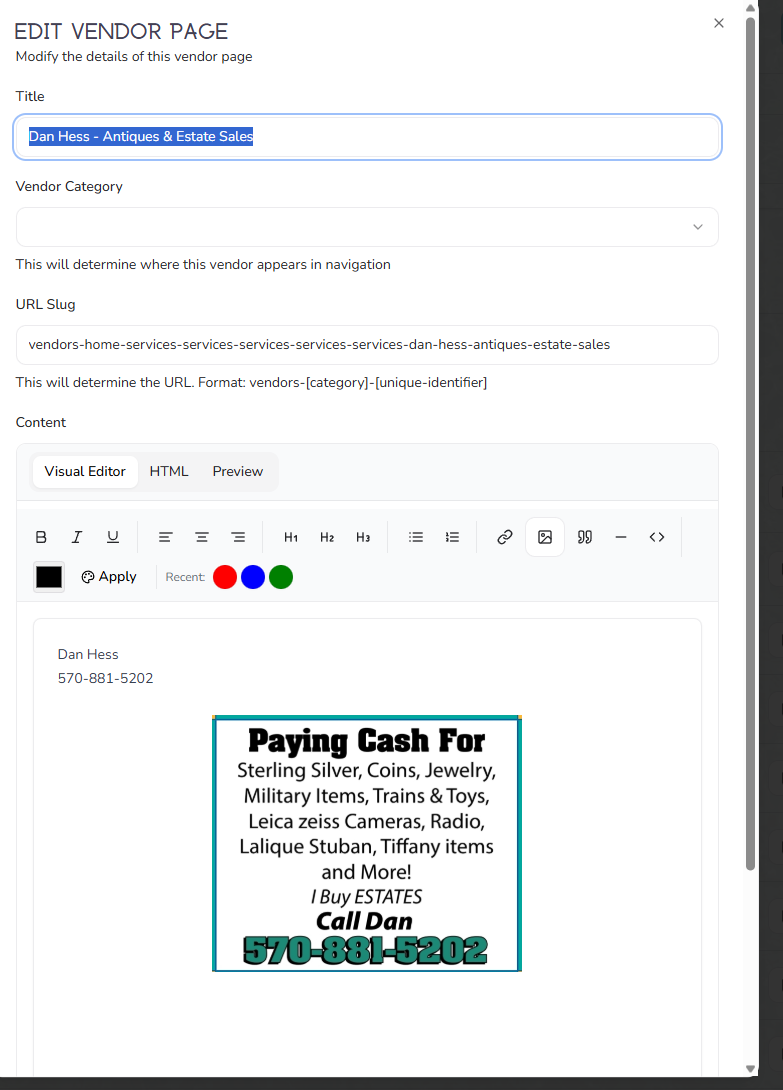 EDIT VENDOR PAGE
Modify the details of this vendor page
Title
Dan Hess - Antiques & Estate Sales
Vendor Category
This will determine where this vendor appears in navigation
URL Slug
vendors-home-services-services-services-services-services-dan-hess-antiques-estate-sales
This will determine the URL. Format: vendors-[category]-[unique-identifier]
Content
Visual Editor HTML Preview
B I U H1 H2 H3
Apply Recent:
Dan Hess
570-881-5202
Paying Cash For
Sterling Silver, Coins, Jewelry,
Military Items, Trains & Toys,
Leica zeiss Cameras, Radio,
Lalique Stuban, Tiffany items
and More!
I Buy ESTATES
Call Dan
570-881-5202